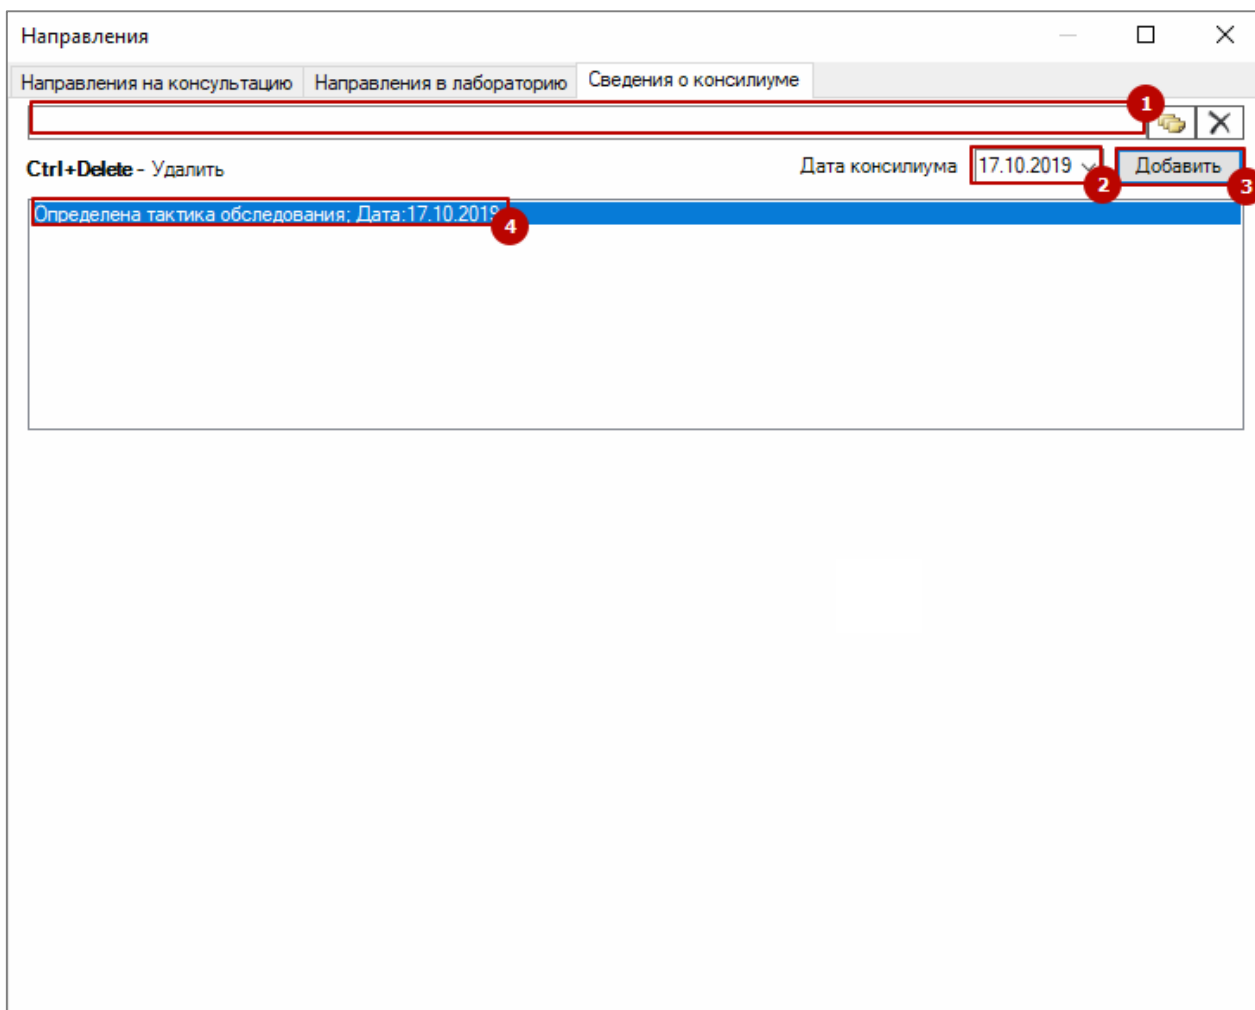 Направления
Направления на консультацию Направления в лабораторию Сведения о консилиуме
1
Ctrl+Delete - Удалить Дата консилиума 17.10.2019 2 Добавить 3
Определена тактика обследования; Дата:17.10.2019 4